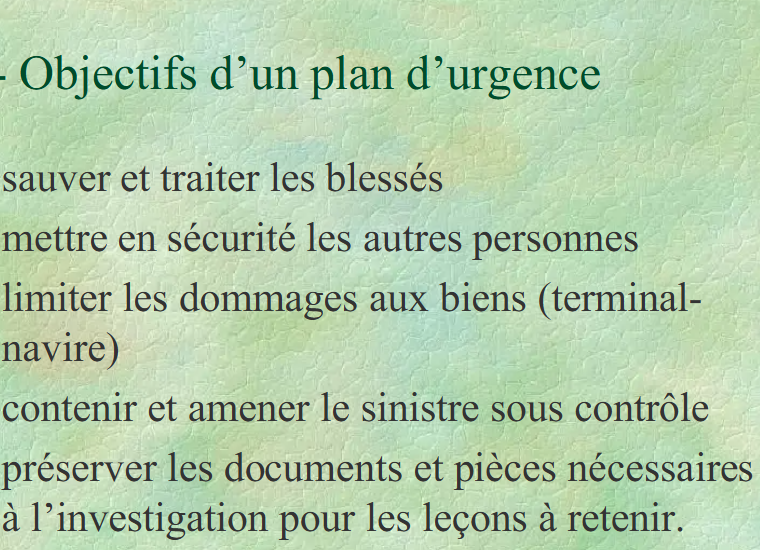 - Objectifs d’un plan d’urgence
sauver et traiter les blessés
mettre en sécurité les autres personnes
limiter les dommages aux biens (terminal-
navire)
contenir et amener le sinistre sous contrôle
préserver les documents et pièces nécessaires
à l’investigation pour les leçons à retenir.